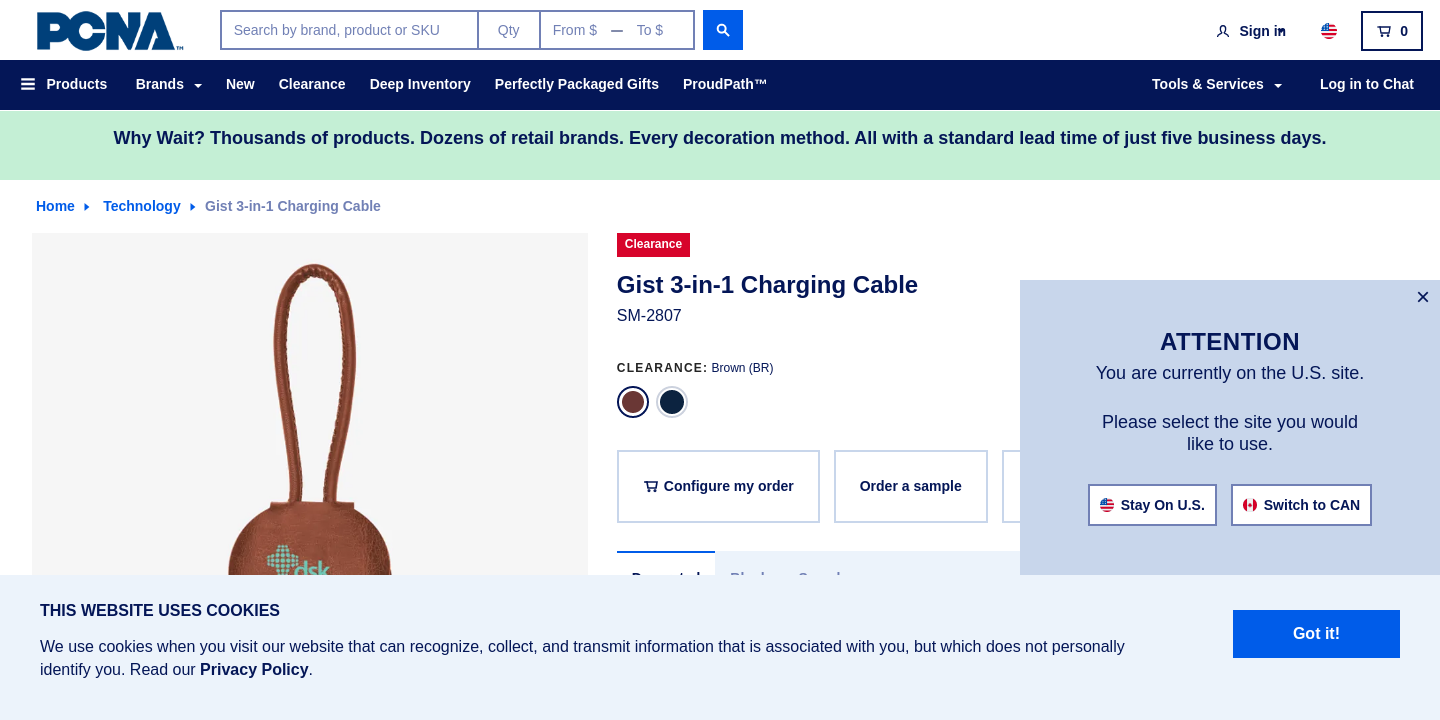 PCNA™
Search by brand, product or SKU
Qty
From $ — To $
Sign in
0
Products
Brands
New
Clearance
Deep Inventory
Perfectly Packaged Gifts
ProudPath™
Tools & Services
Log in to Chat
Why Wait? Thousands of products. Dozens of retail brands. Every decoration method. All with a standard lead time of just five business days.
Home
Technology
Gist 3-in-1 Charging Cable
Clearance
Gist 3-in-1 Charging Cable
SM-2807
CLEARANCE: Brown (BR)
Configure my order
Order a sample
dsk
×
ATTENTION
You are currently on the U.S. site.
Please select the site you would
like to use.
Stay On U.S.
Switch to CAN
THIS WEBSITE USES COOKIES
We use cookies when you visit our website that can recognize, collect, and transmit information that is associated with you, but which does not personally
identify you. Read our Privacy Policy.
Got it!